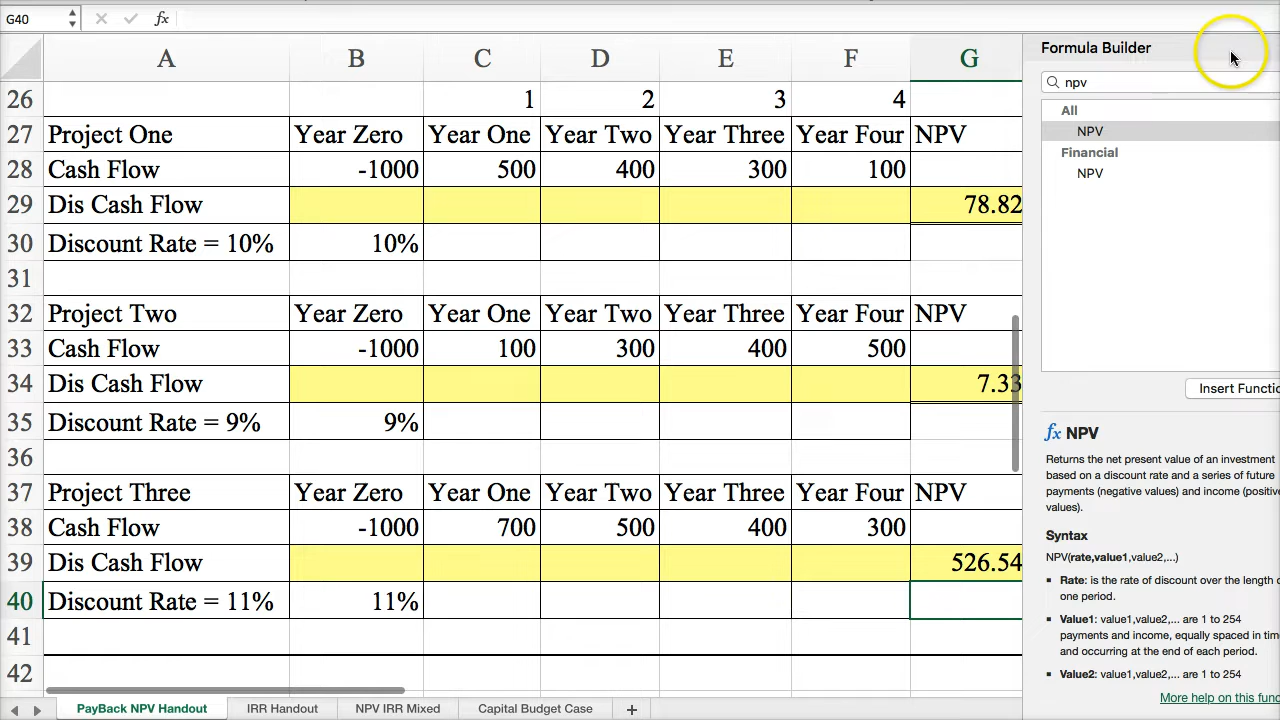 G40 fx
A B C D E F G
26 1 2 3 4
27 Project One Year Zero Year One Year Two Year Three Year Four NPV
28 Cash Flow -1000 500 400 300 100
29 Dis Cash Flow 78.82
30 Discount Rate = 10% 10%
31
32 Project Two Year Zero Year One Year Two Year Three Year Four NPV
33 Cash Flow -1000 100 300 400 500
34 Dis Cash Flow 7.33
35 Discount Rate = 9% 9%
36
37 Project Three Year Zero Year One Year Two Year Three Year Four NPV
38 Cash Flow -1000 700 500 400 300
39 Dis Cash Flow 526.54
40 Discount Rate = 11% 11%
41
42
PayBack NPV Handout IRR Handout NPV IRR Mixed Capital Budget Case +
Formula Builder
npv
All
NPV
Financial
NPV
Insert Functio
fx NPV
Returns the net present value of an investment
based on a discount rate and a series of future
payments (negative values) and income (positive
values).
Syntax
NPV(rate,value1,value2,...)
Rate: is the rate of discount over the length o
one period.
Value1: value1,value2,... are 1 to 254
payments and income, equally spaced in time
and occurring at the end of each period.
Value2: value1,value2,... are 1 to 254
More help on this func